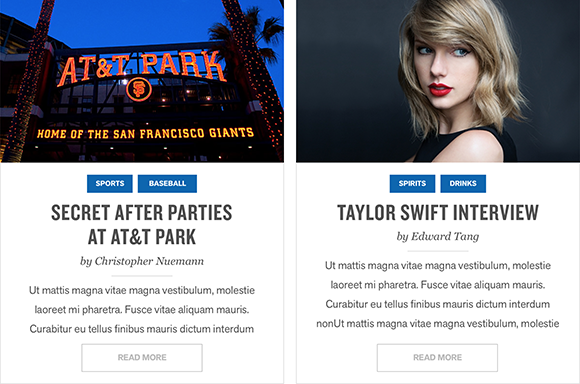 AT&T PARK
SF
HOME OF THE SAN FRANCISCO GIANTS
SPORTS BASEBALL
SECRET AFTER PARTIES
AT AT&T PARK
by Christopher Nuemann
Ut mattis magna vitae magna vestibulum, molestie
laoreet mi pharetra. Fusce vitae aliquam mauris.
Curabitur eu tellus finibus mauris dictum interdum
READ MORE
SPIRITS DRINKS
TAYLOR SWIFT INTERVIEW
by Edward Tang
Ut mattis magna vitae magna vestibulum, molestie
laoreet mi pharetra. Fusce vitae aliquam mauris.
Curabitur eu tellus finibus mauris dictum interdum
nonUt mattis magna vitae magna vestibulum, molestie
READ MORE